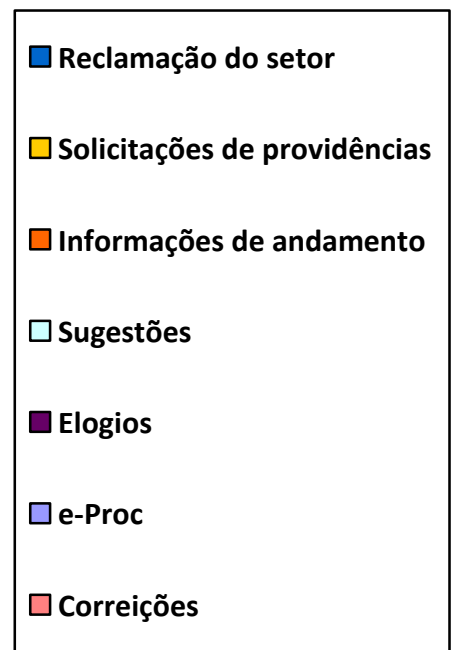 Reclamação do setor
Solicitações de providências
Informações de andamento
Sugestões
Elogios
e-Proc
Correições